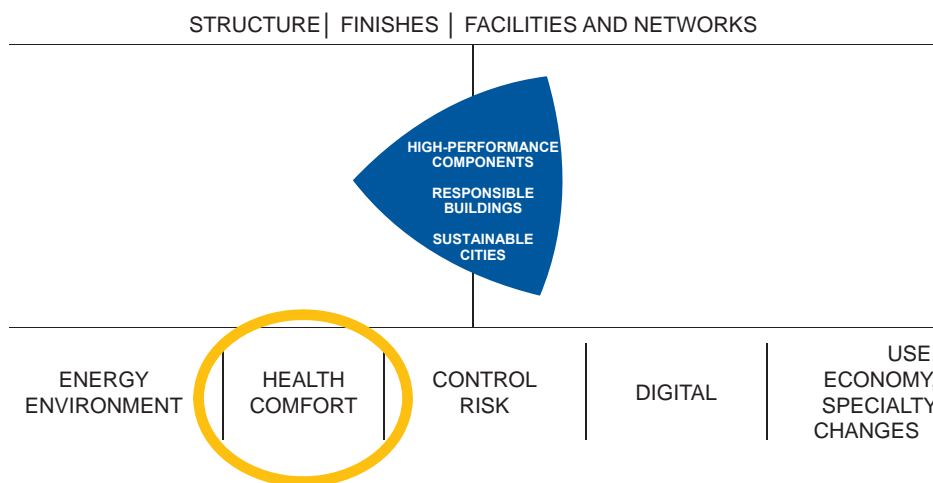 STRUCTURE | FINISHES | FACILITIES AND NETWORKS
HIGH-PERFORMANCE
COMPONENTS
RESPONSIBLE
BUILDINGS
SUSTAINABLE
CITIES
ENERGY
ENVIRONMENT
HEALTH
COMFORT
CONTROL
RISK
DIGITAL
USE
ECONOMY,
SPECIALTY
CHANGES